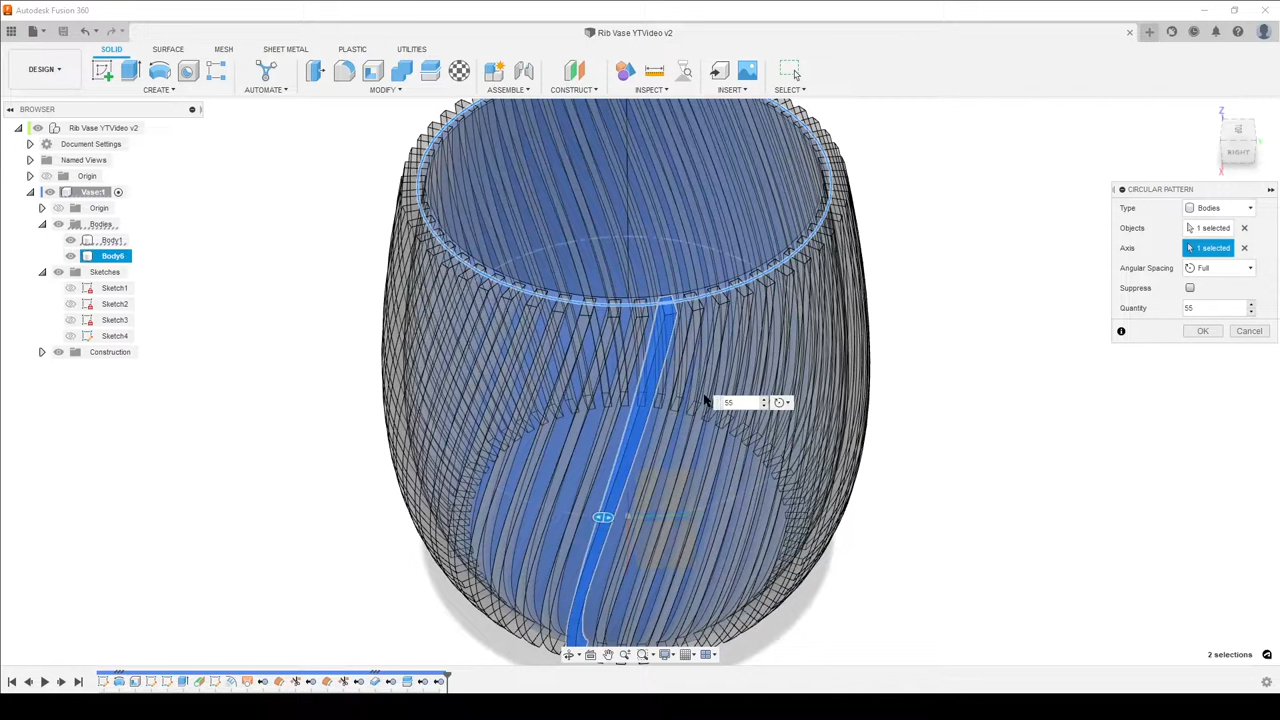 Autodesk Fusion 360
Rib Vase YTVideo v2
SOLID SURFACE MESH SHEET METAL PLASTIC UTILITIES
DESIGN
CREATE AUTOMATE MODIFY ASSEMBLE CONSTRUCT INSPECT INSERT SELECT
BROWSER
Rib Vase YTVideo v2
Document Settings
Named Views
Origin
Vase:1
Origin
Bodies
Body1
Body6
Sketches
Sketch1
Sketch2
Sketch3
Sketch4
Construction
Z
RIGHT
X
CIRCULAR PATTERN
Type Bodies
Objects 1 selected
Axis 1 selected
Angular Spacing Full
Suppress
Quantity 55
OK Cancel
55
2 selections